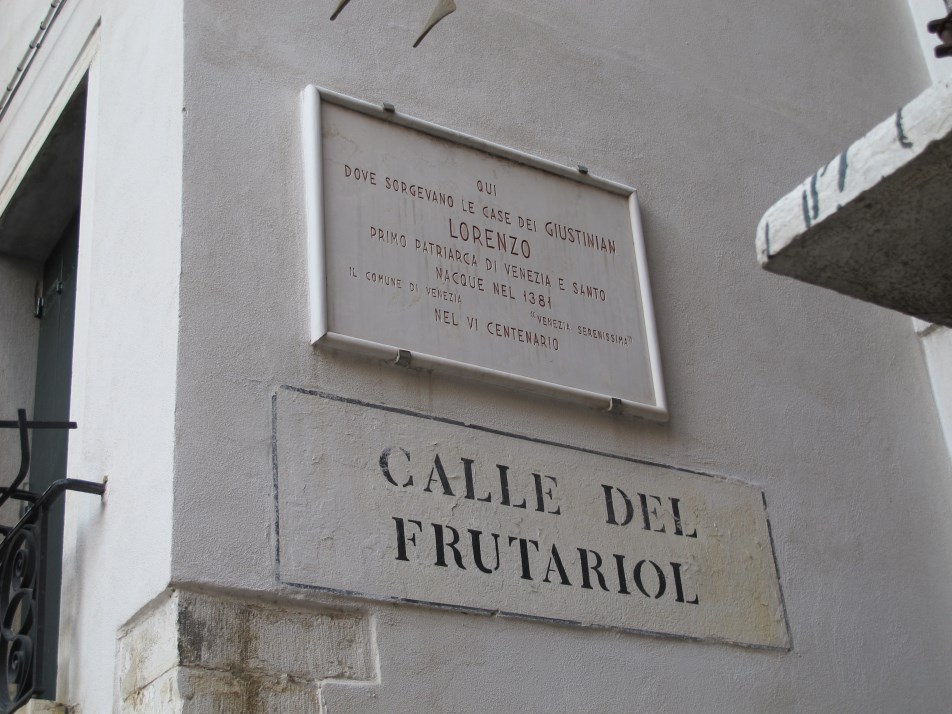 QUI
DOVE SORGEVANO LE CASE DEI GIUSTINIAN
LORENZO
PRIMO PATRIARCA DI VENEZIA E SANTO
NACQUE NEL 1381
IL COMUNE DI VENEZIA "VENEZIA SERENISSIMA"
NEL VI CENTENARIO
CALLE DEL
FRUTARIOL